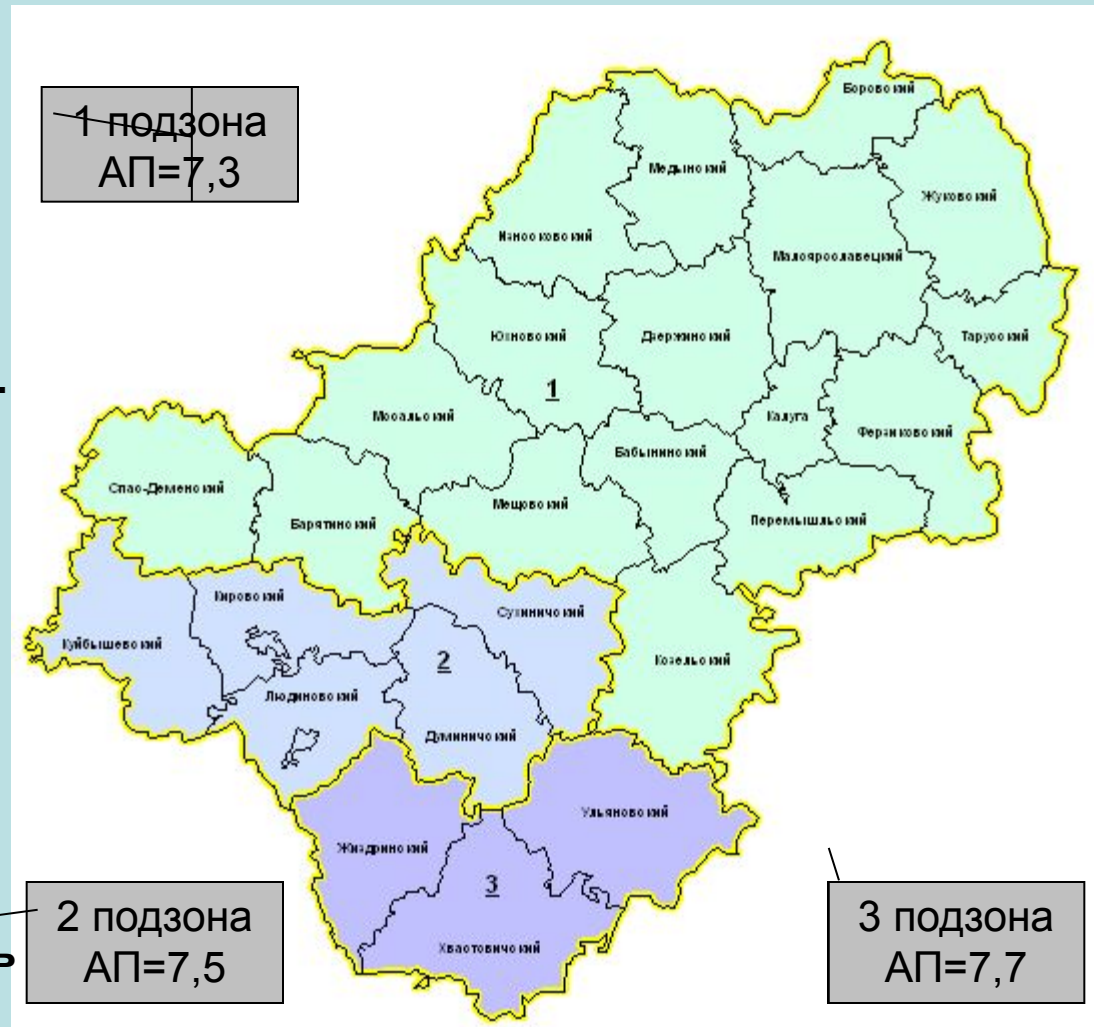 1 подзона
АП=7,3
Боровский
Медынский
Жуковский
Износковский
Малоярославецкий
Юхновский
Дзержинский
Тарусский
1
Мосальский
Калуга
Ферзиковский
Бабынинский
Спас-Деменский
Мещовский
Барятинский
Перемышльский
Кировский
Сухиничский
Куйбышевский
2
Козельский
Людиновский
Думиничский
Ульяновский
Жиздринский
3
Хвастовичский
2 подзона
АП=7,5
3 подзона
АП=7,7
ь